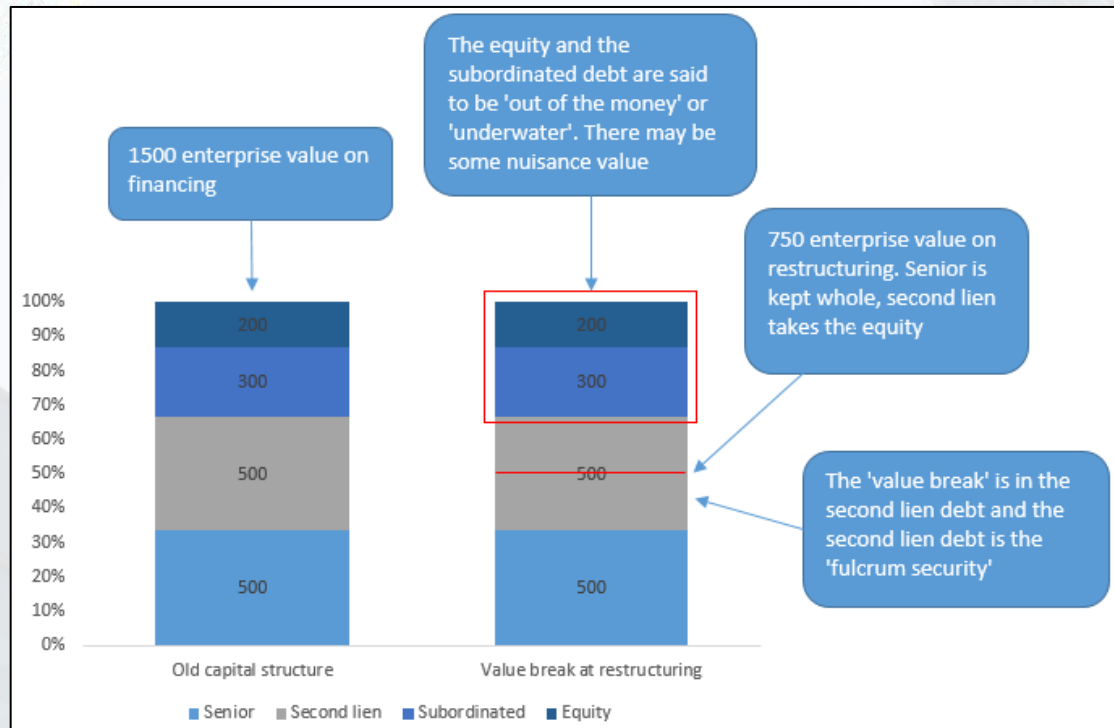 The equity and the
subordinated debt are said
to be 'out of the money' or
'underwater'. There may be
some nuisance value
1500 enterprise value on
financing
750 enterprise value on
restructuring. Senior is
kept whole, second lien
takes the equity
The 'value break' is in the
second lien debt and the
second lien debt is the
'fulcrum security'
100%
90%
80%
70%
60%
50%
40%
30%
20%
10%
0%
200
300
500
500
200
300
500
500
Old capital structure
Value break at restructuring
Senior
Second lien
Subordinated
Equity